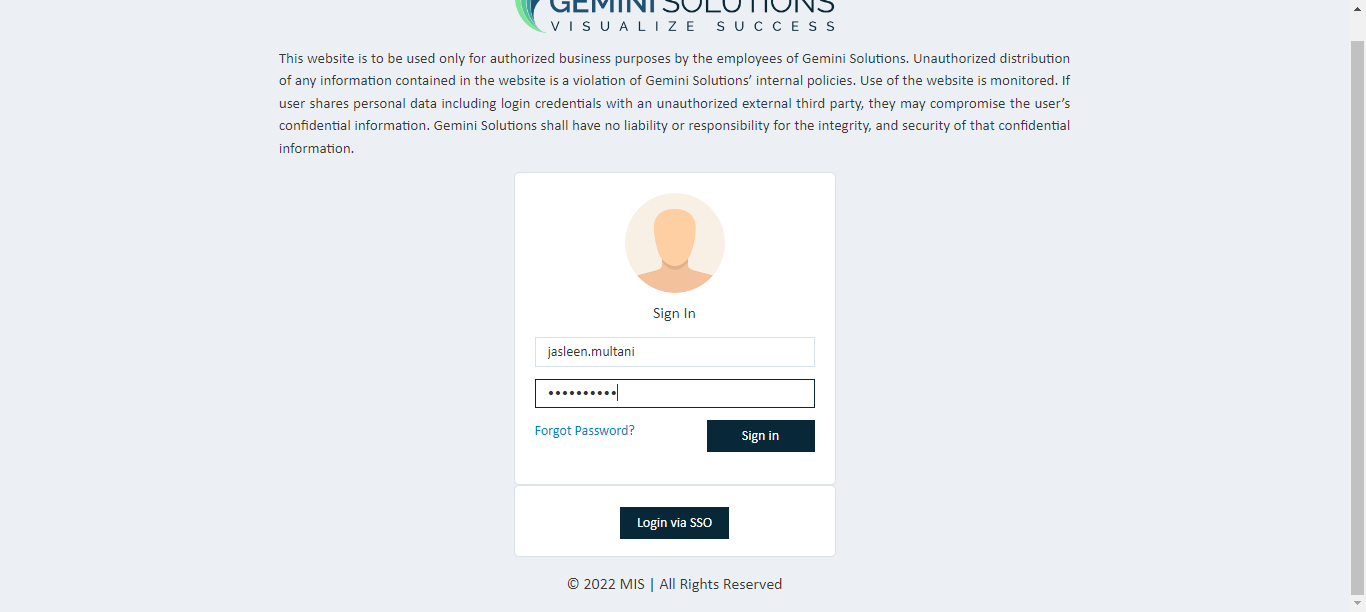 GEMINI SOLUTIONS
VISUALIZE SUCCESS
This website is to be used only for authorized business purposes by the employees of Gemini Solutions. Unauthorized distribution
of any information contained in the website is a violation of Gemini Solutions’ internal policies. Use of the website is monitored. If
user shares personal data including login credentials with an unauthorized external third party, they may compromise the user’s
confidential information. Gemini Solutions shall have no liability or responsibility for the integrity, and security of that confidential
information.
Sign In
jasleen.multani
••••••••••
Forgot Password?
Sign in
Login via SSO
© 2022 MIS | All Rights Reserved